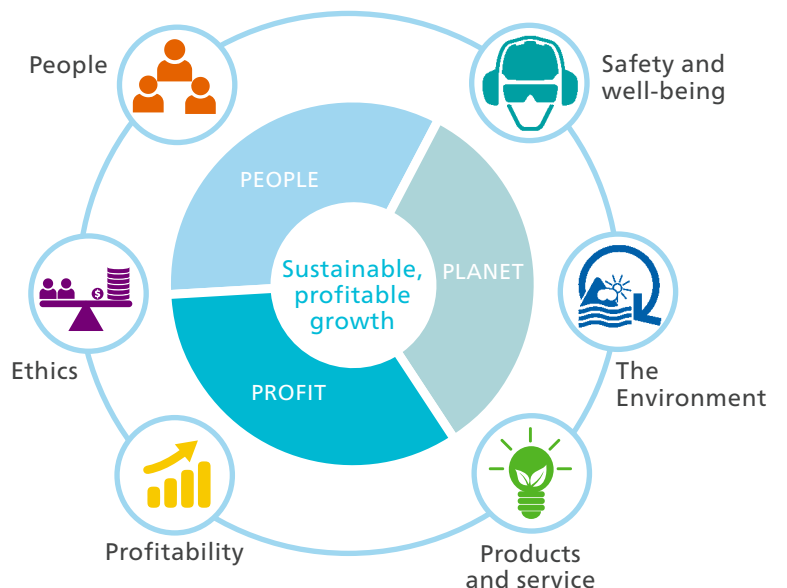 People
Safety and
well-being
PEOPLE
PLANET
Sustainable,
profitable
growth
$
Ethics
The
Environment
PROFIT
Profitability
Products
and service